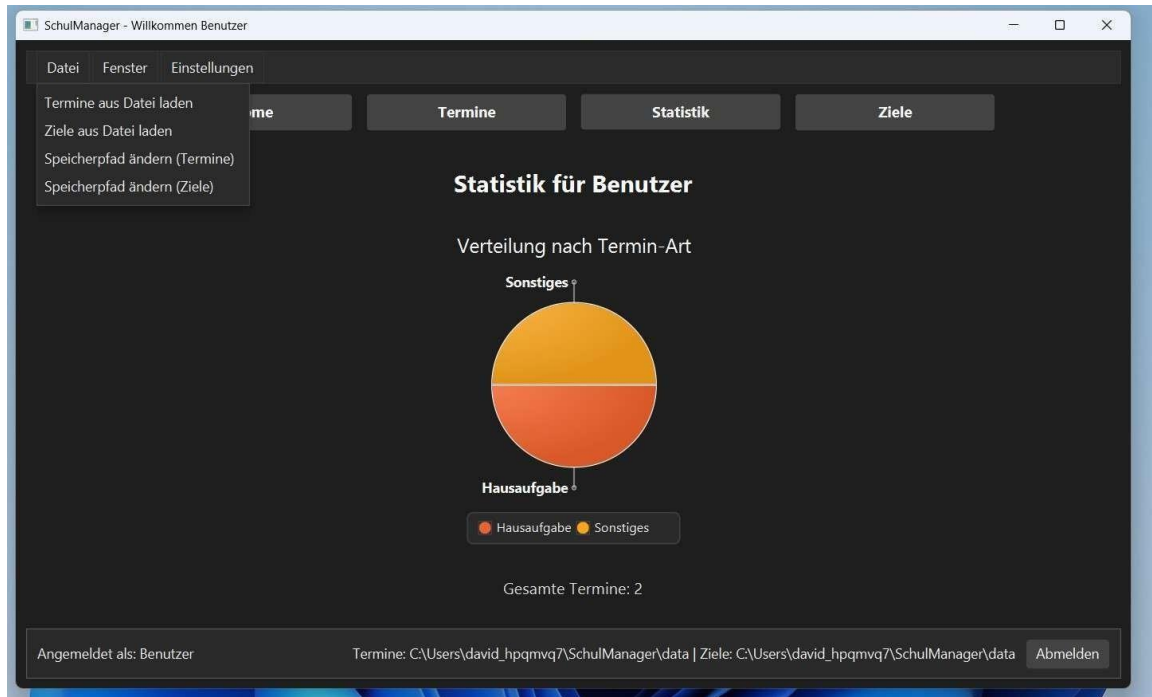 SchulManager - Willkommen Benutzer
Datei Fenster Einstellungen
Termine aus Datei laden
Ziele aus Datei laden
Speicherpfad ändern (Termine)
Speicherpfad ändern (Ziele)
me Termine Statistik Ziele
Statistik für Benutzer
Verteilung nach Termin-Art
Sonstiges
Hausaufgabe
Hausaufgabe Sonstiges
Gesamte Termine: 2
Angemeldet als: Benutzer Termine: C:\Users\david_hpqmvq7\SchulManager\data | Ziele: C:\Users\david_hpqmvq7\SchulManager\data Abmelden